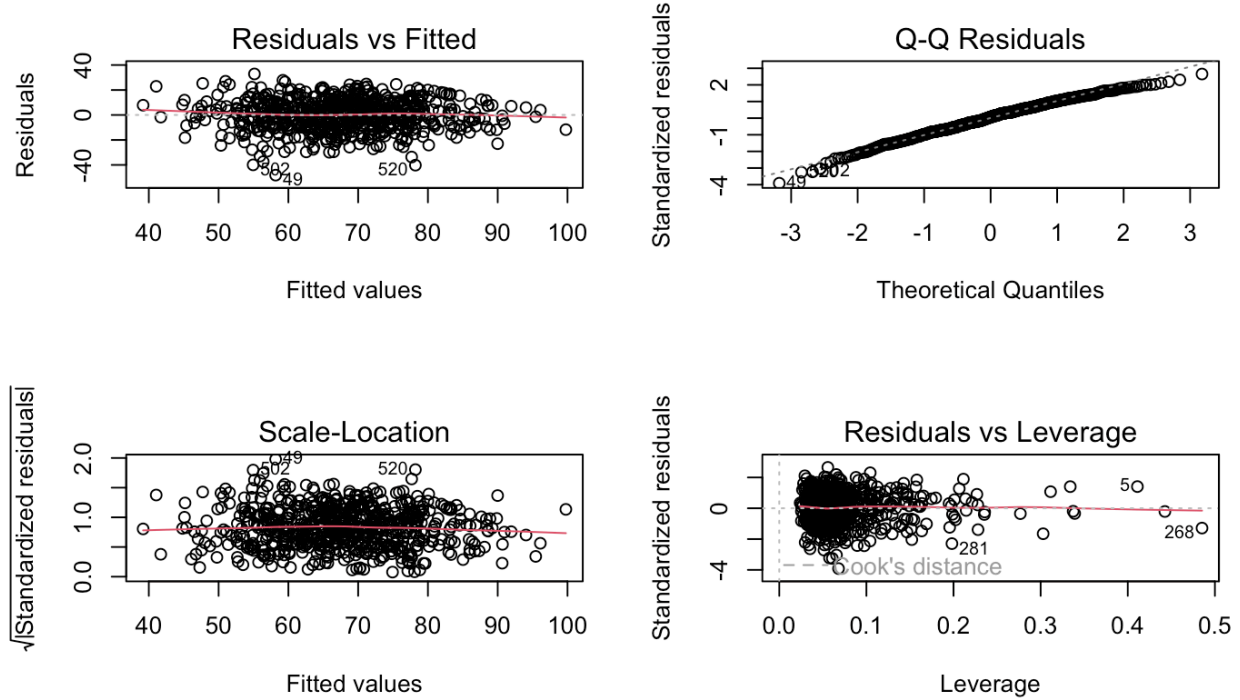 Residuals vs Fitted
Residuals
40
0
-40
502
49
520
40 50 60 70 80 90 100
Fitted values
Q-Q Residuals
Standardized residuals
2
-1
-4
49
502
-3 -2 -1 0 1 2 3
Theoretical Quantiles
Scale-Location
√|Standardized residuals|
2.0
1.0
0.0
49
502
520
40 50 60 70 80 90 100
Fitted values
Residuals vs Leverage
Standardized residuals
0
-4
5
268
281
Cook's distance
0.0 0.1 0.2 0.3 0.4 0.5
Leverage